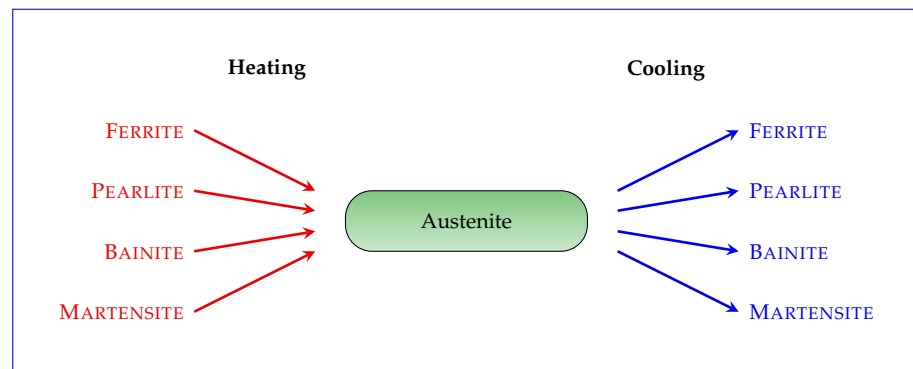 Heating
Cooling
FERRITE
FERRITE
PEARLITE
PEARLITE
Austenite
BAINITE
BAINITE
MARTENSITE
MARTENSITE